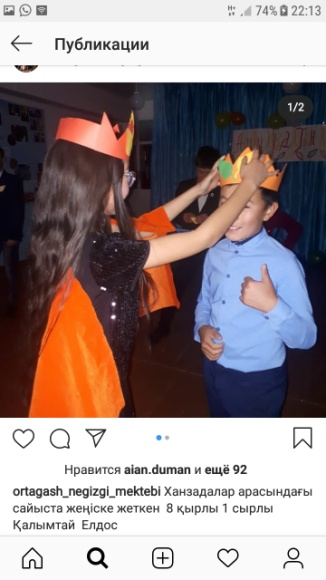 74% 22:13
Публикации
1/2
Нравится aian.duman и ещё 92
ortagash_negizgi_mektebi Ханзадалар арасындағы
сайыста жеңіске жеткен 8 қырлы 1 сырлы
Қалымтай Елдос